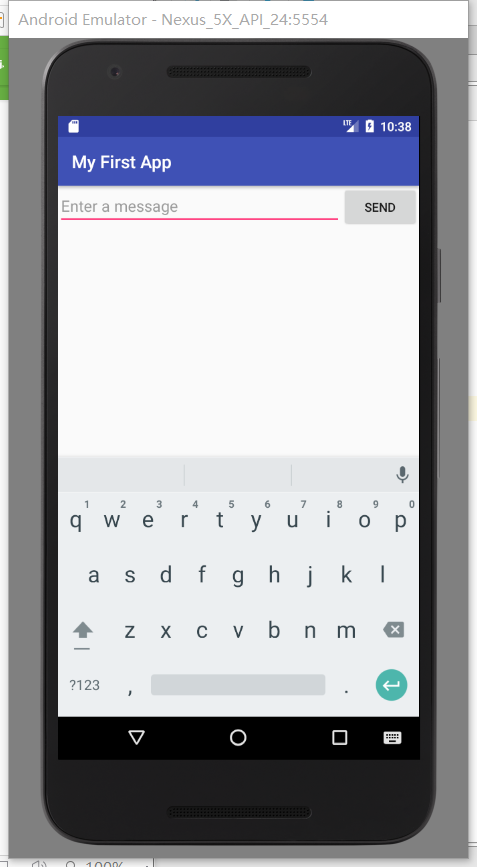 Android Emulator - Nexus_5X_API_24:5554
LTE 10:38
My First App
Enter a message SEND
1 2 3 4 5 6 7 8 9 0
q w e r t y u i o p
a s d f g h j k l
z x c v b n m
?123 , .
100%